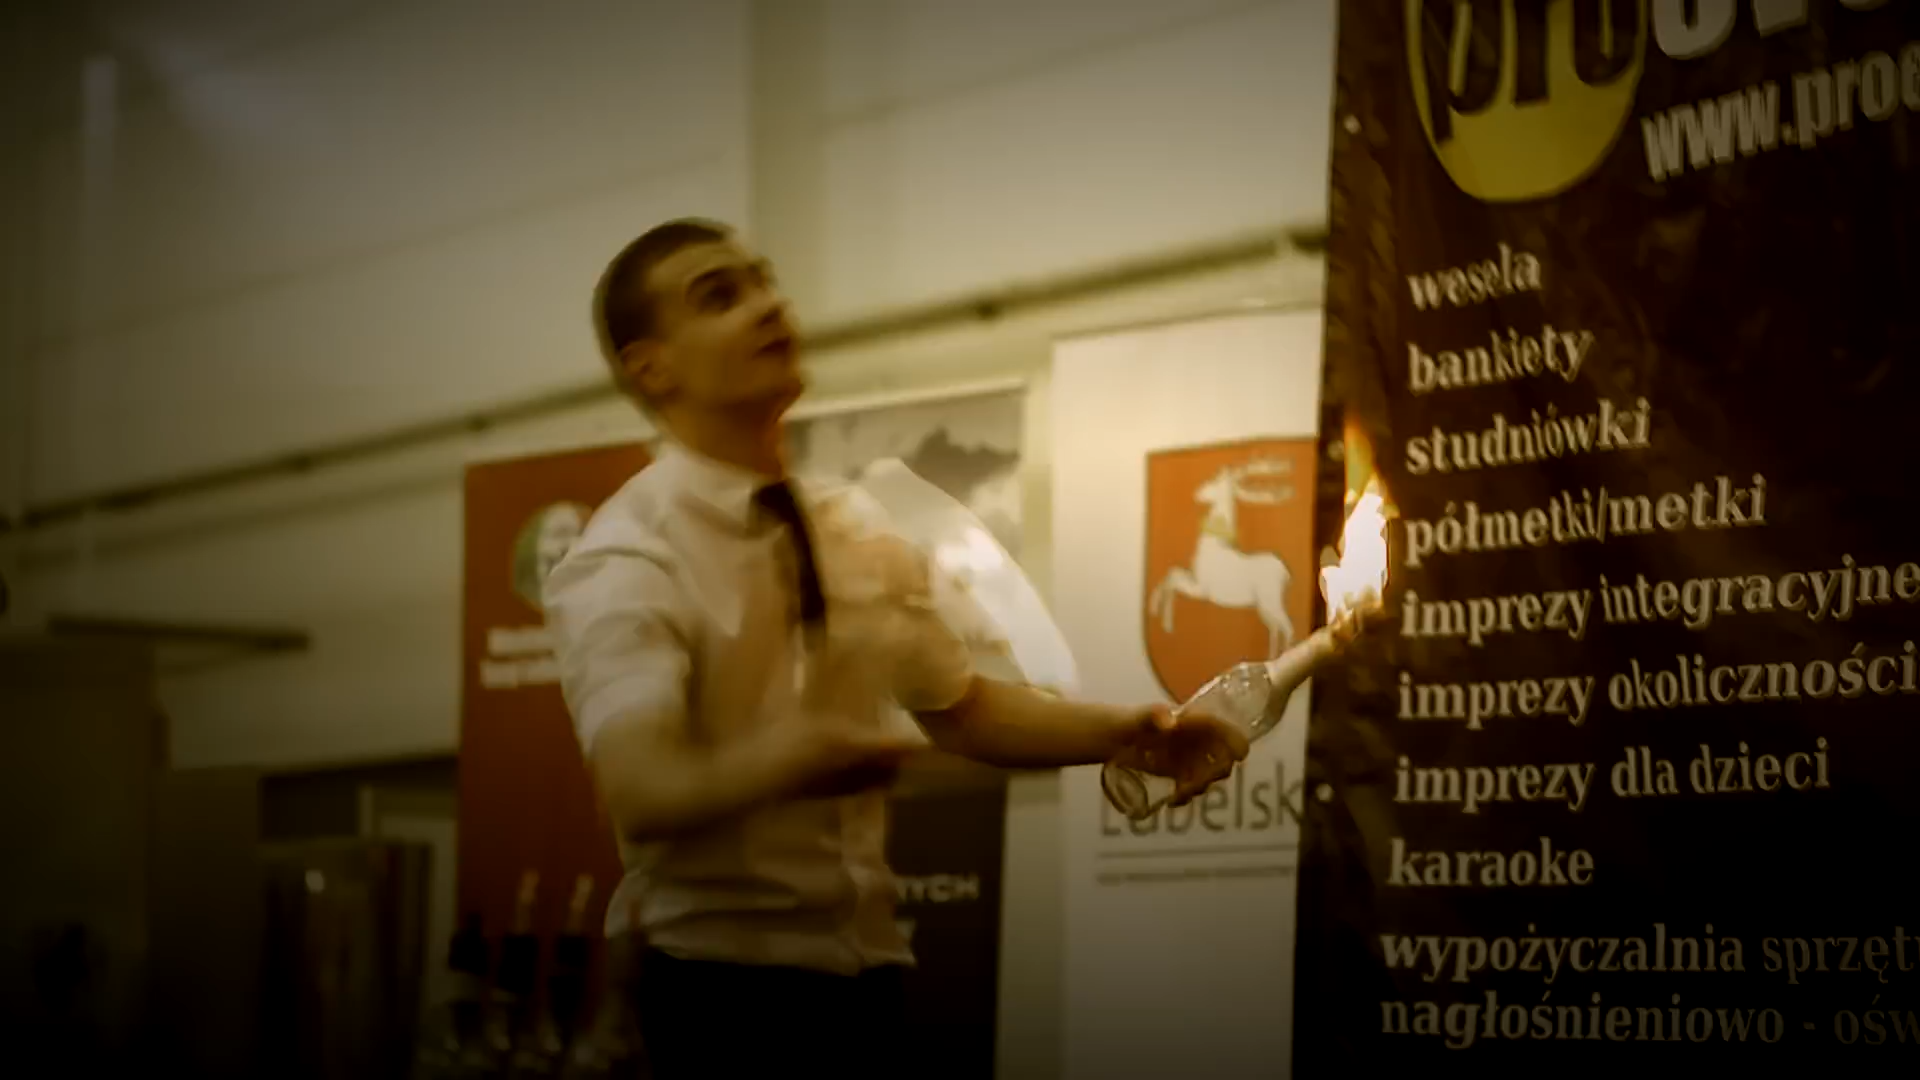 pro
www.proe
wesela
bankiety
studniówki
półmetki/metki
imprezy integracyjne
imprezy okoliczności
imprezy dla dzieci
karaoke
wypożyczalnia sprzęt
nagłośnieniowo - ośw
Lubelsk